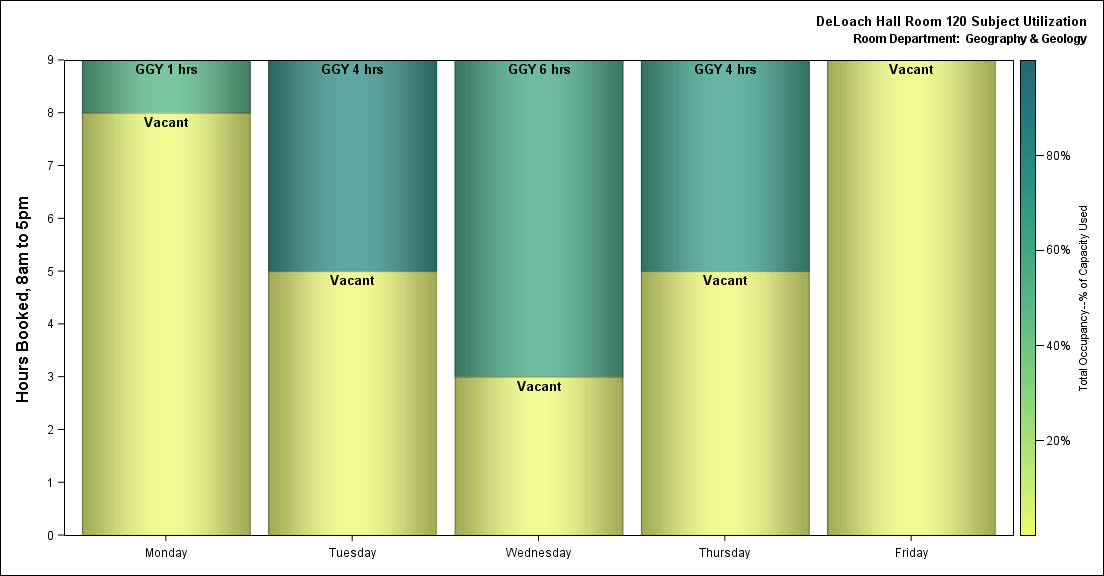 DeLoach Hall Room 120 Subject Utilization
Room Department: Geography & Geology
GGY 1 hrs
GGY 4 hrs
GGY 6 hrs
GGY 4 hrs
Vacant
Vacant
Vacant
Vacant
Vacant
9
8
7
6
5
4
3
2
1
0
Hours Booked, 8am to 5pm
Monday
Tuesday
Wednesday
Thursday
Friday
80%
60%
40%
20%
Total Occupancy--% of Capacity Used